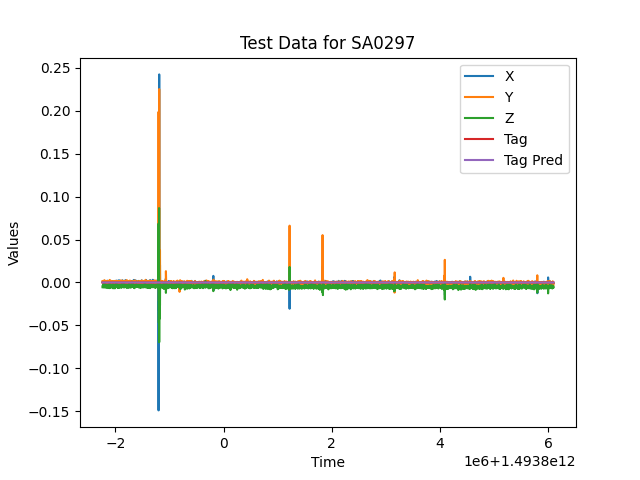 Test Data for SA0297
X
Y
Z
Tag
Tag Pred
0.25
0.20
0.15
0.10
0.05
0.00
−0.05
−0.10
−0.15
Values
−2
0
2
4
6
Time
1e6+1.4938e12